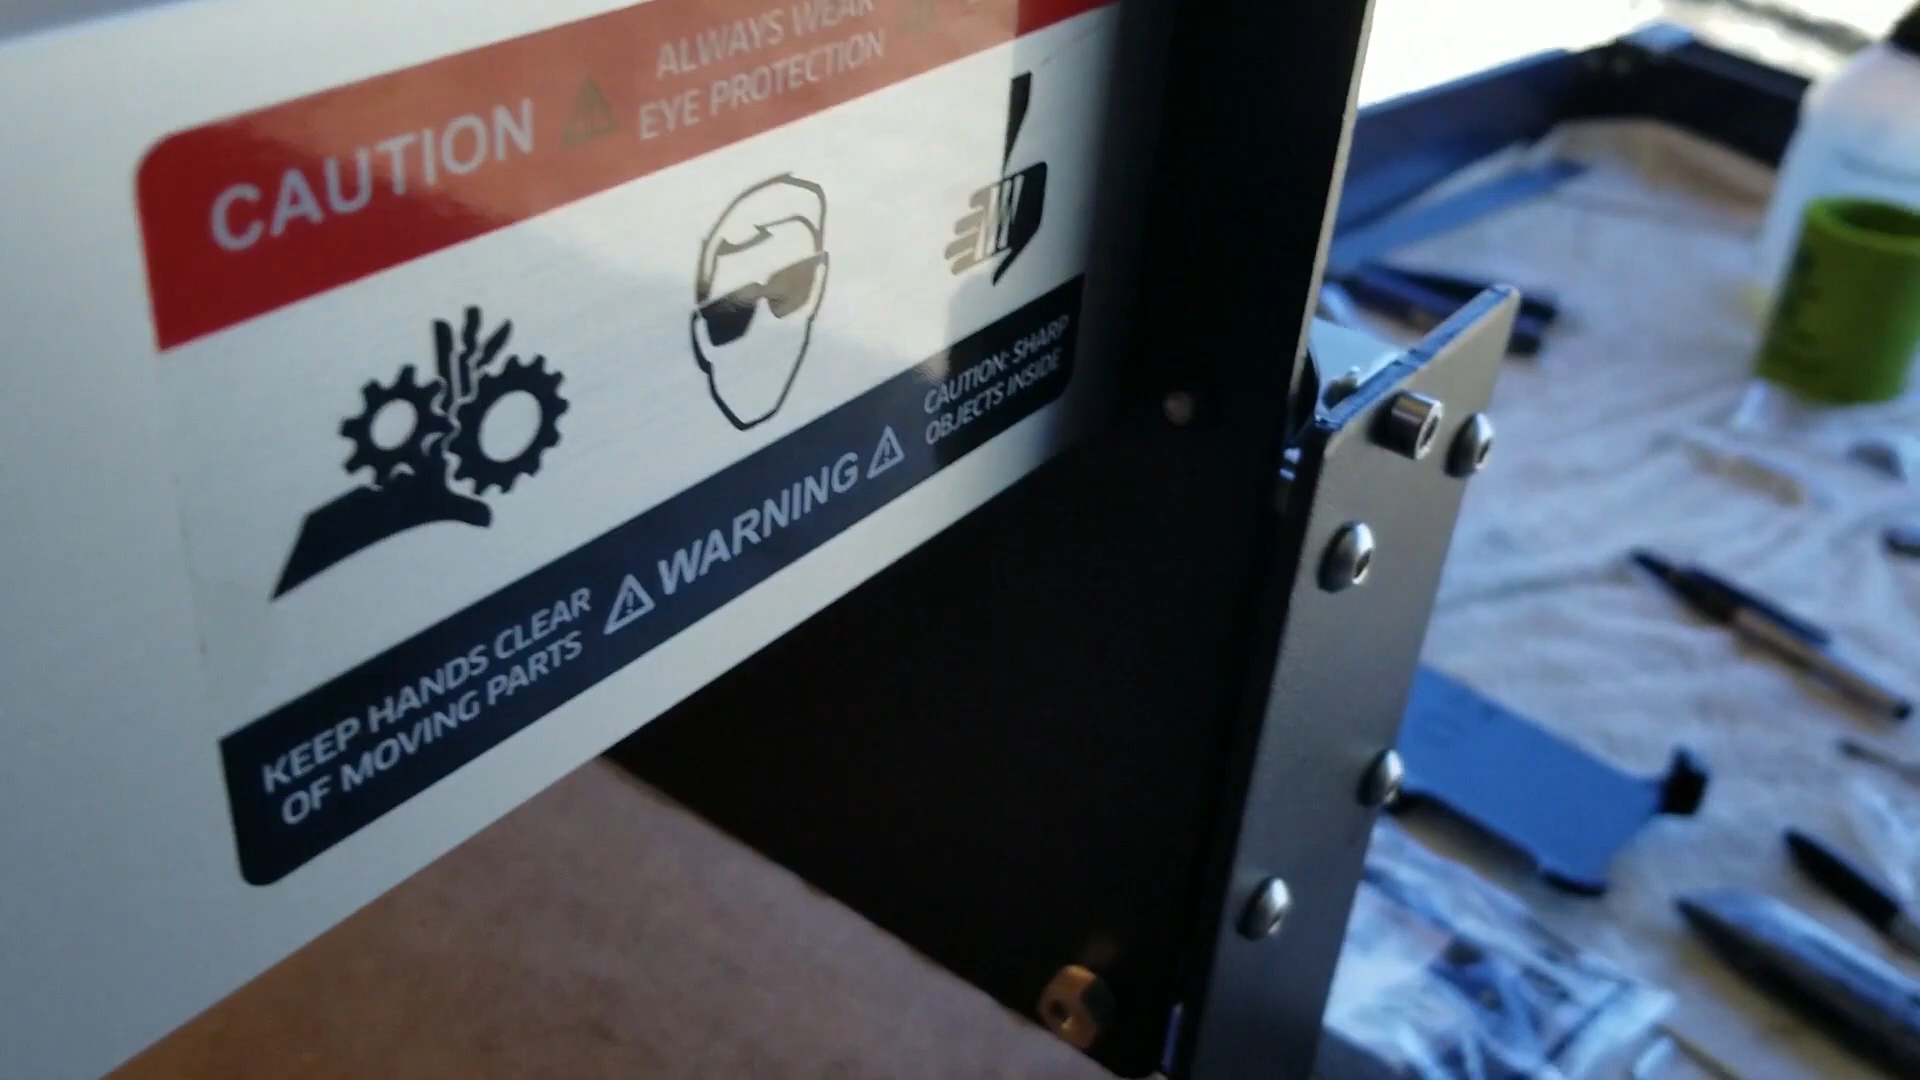 CAUTION
ALWAYS WEAR
EYE PROTECTION
KEEP HANDS CLEAR
OF MOVING PARTS
WARNING
CAUTION: SHARP
OBJECTS INSIDE